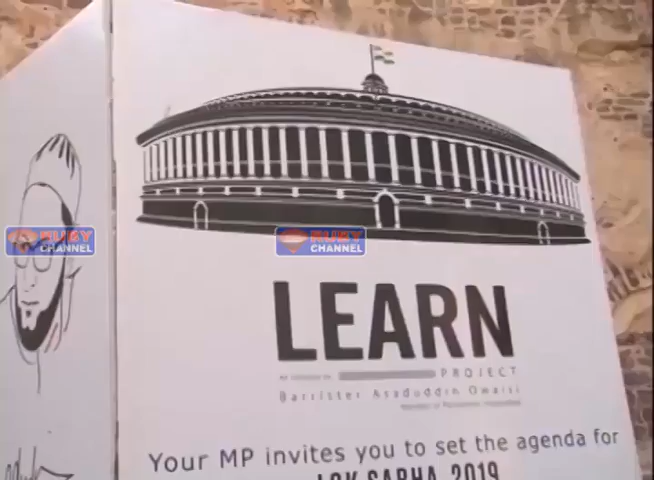 RUBY
CHANNEL
RUBY
CHANNEL
LEARN
PROJECT
Barrister Asaduddin Owaisi
Your MP invites you to set the agenda for
LOK SABHA 2019